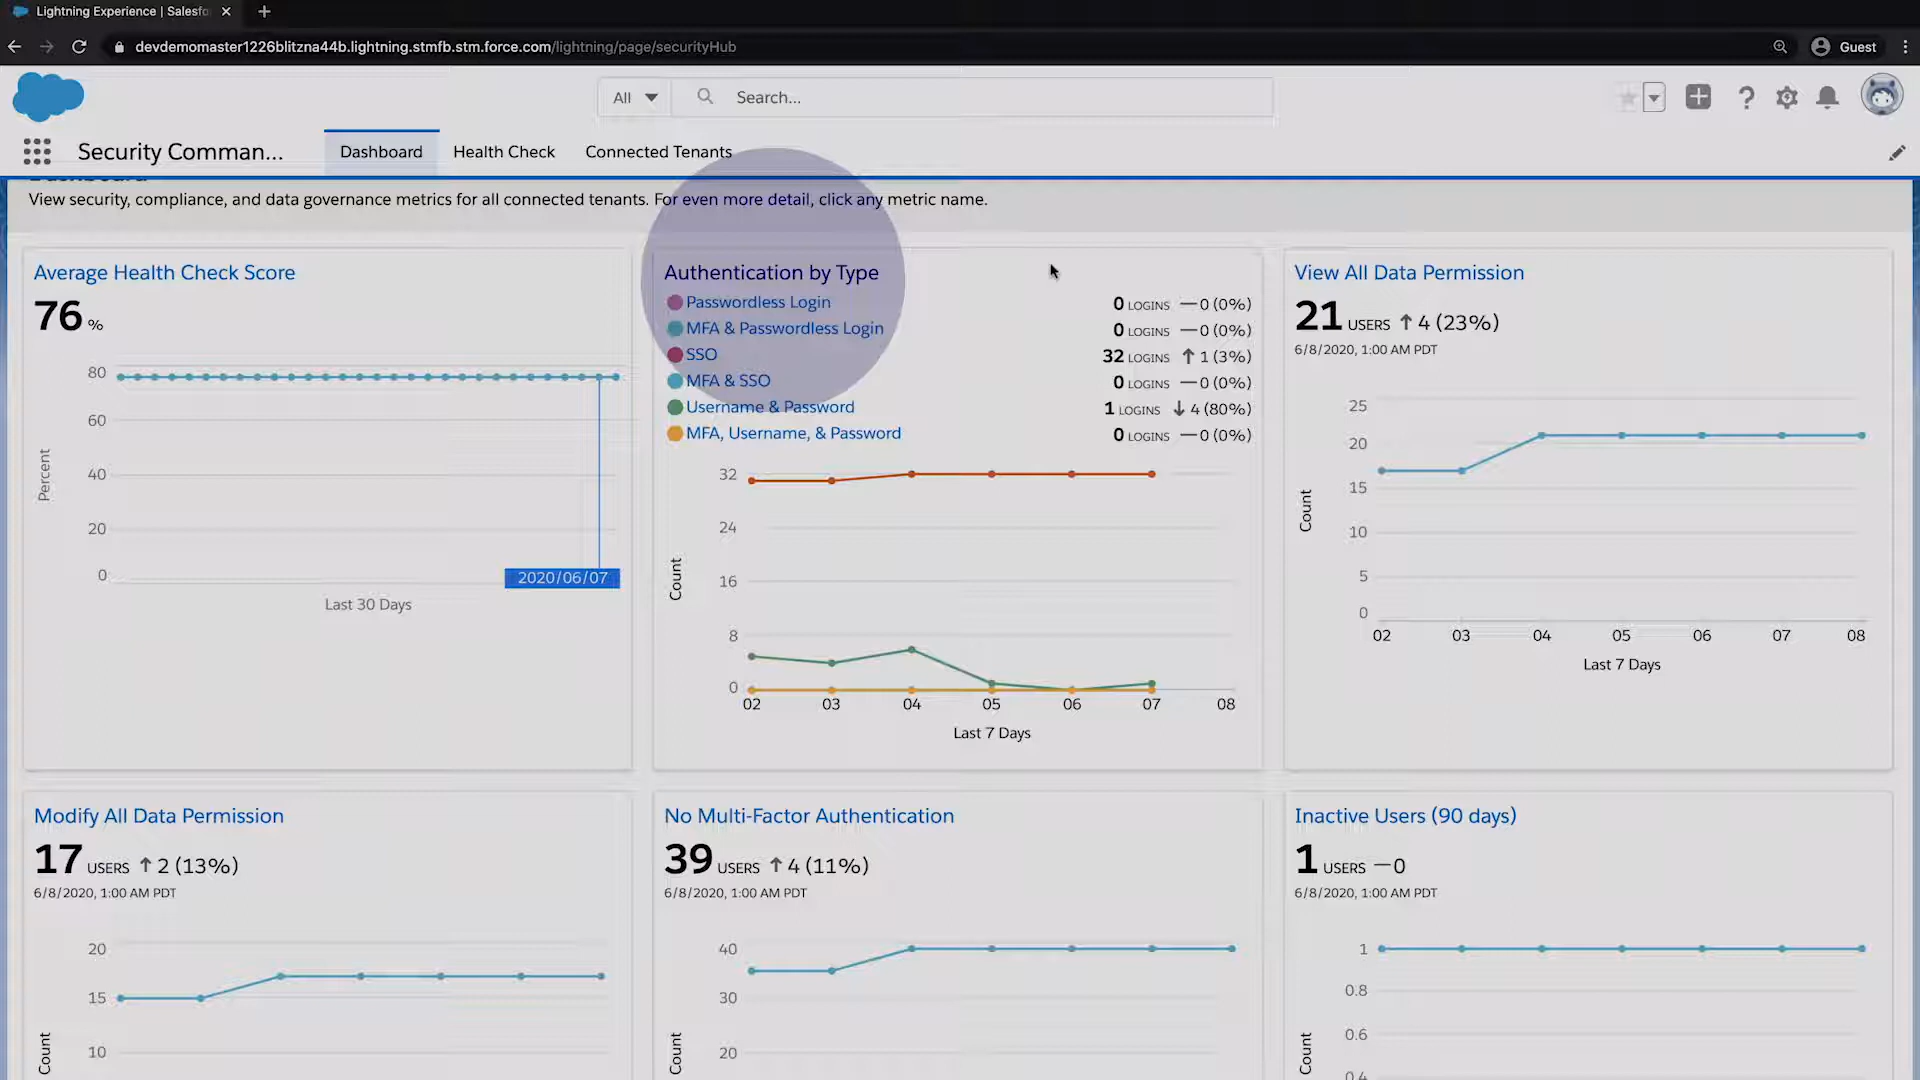 Lightning Experience | Salesfo
devdemomaster1226blitzna44b.lightning.stmfb.stm.force.com/lightning/page/securityHub
Guest
All
Search...
Security Comman...
Dashboard
Health Check
Connected Tenants
Dashboard
View security, compliance, and data governance metrics for all connected tenants. For even more detail, click any metric name.
Average Health Check Score
76 %
80
60
40
20
0
Percent
2020/06/07
Last 30 Days
Authentication by Type
Passwordless Login 0 LOGINS —0 (0%)
MFA & Passwordless Login 0 LOGINS —0 (0%)
SSO 32 LOGINS ↑ 1 (3%)
MFA & SSO 0 LOGINS —0 (0%)
Username & Password 1 LOGINS ↓ 4 (80%)
MFA, Username, & Password 0 LOGINS —0 (0%)
32
24
16
8
0
Count
02 03 04 05 06 07 08
Last 7 Days
View All Data Permission
21 USERS ↑ 4 (23%)
6/8/2020, 1:00 AM PDT
25
20
15
10
5
0
Count
02 03 04 05 06 07 08
Last 7 Days
Modify All Data Permission
17 USERS ↑ 2 (13%)
6/8/2020, 1:00 AM PDT
20
15
10
Count
No Multi-Factor Authentication
39 USERS ↑ 4 (11%)
6/8/2020, 1:00 AM PDT
40
30
20
Count
Inactive Users (90 days)
1 USERS —0
6/8/2020, 1:00 AM PDT
1
0.8
0.6
0.4
Count